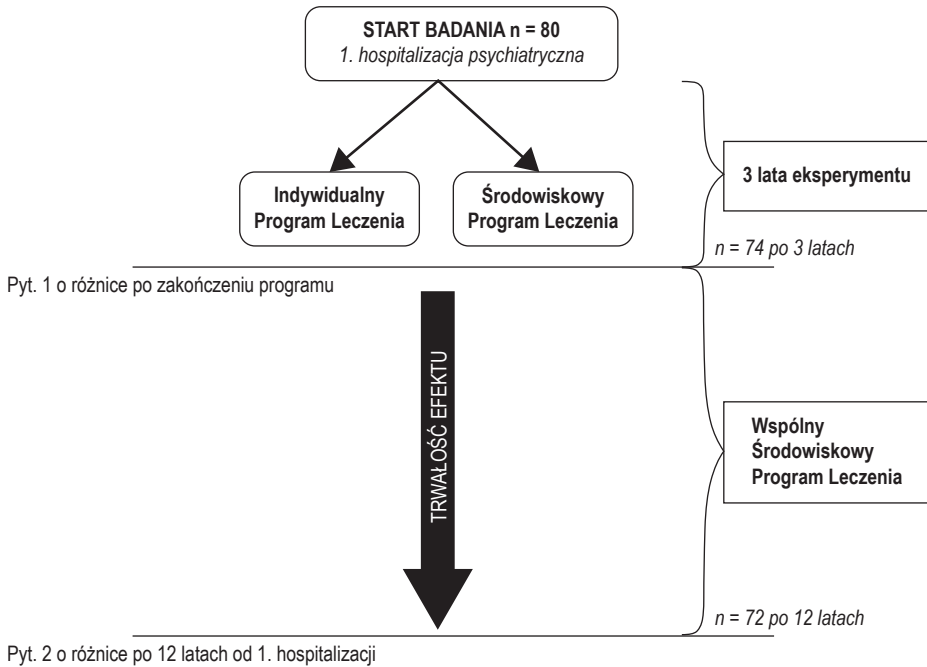 START BADANIA n = 80
1. hospitalizacja psychiatryczna
Indywidualny
Program Leczenia
Środowiskowy
Program Leczenia
3 lata eksperymentu
n = 74 po 3 latach
Pyt. 1 o różnice po zakończeniu programu
TRWAŁOŚĆ EFEKTU
Wspólny
Środowiskowy
Program Leczenia
n = 72 po 12 latach
Pyt. 2 o różnice po 12 latach od 1. hospitalizacji